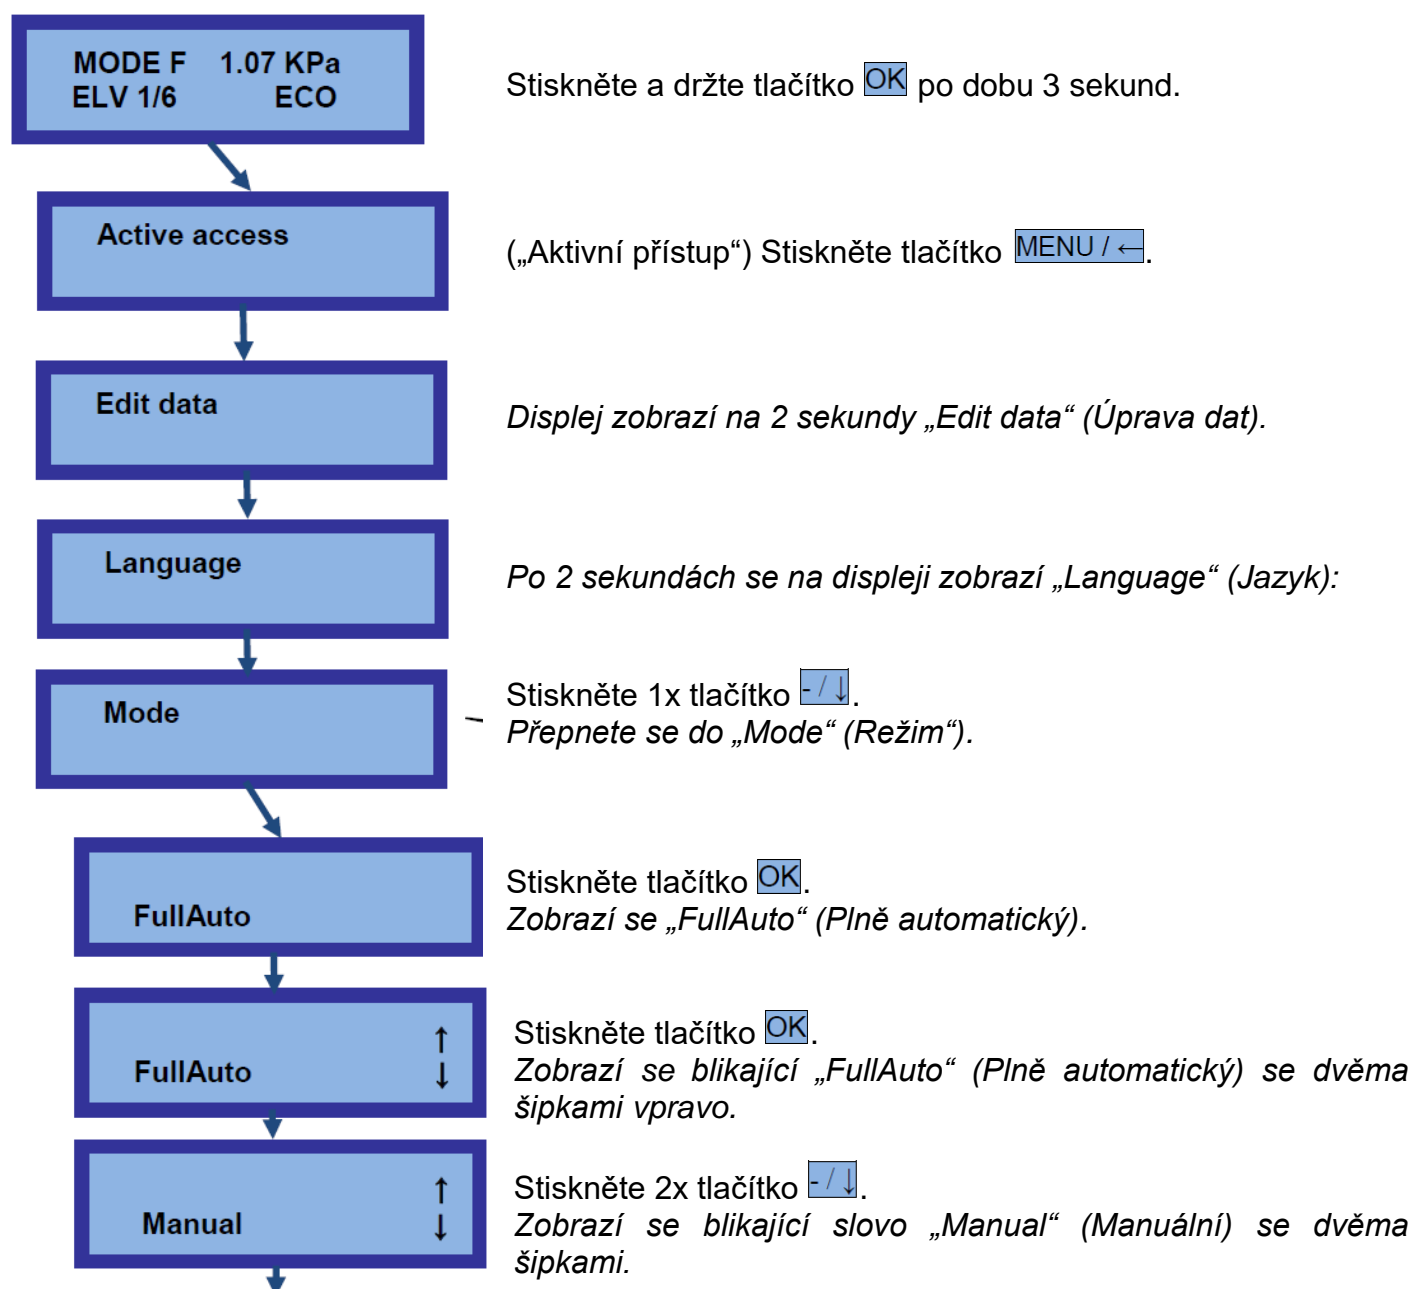 MODE F 1.07 KPa
ELV 1/6 ECO
Stiskněte a držte tlačítko OK po dobu 3 sekund.
Active access
(„Aktivní přístup“) Stiskněte tlačítko MENU / ←.
Edit data
Displej zobrazí na 2 sekundy „Edit data“ (Úprava dat).
Language
Po 2 sekundách se na displeji zobrazí „Language“ (Jazyk):
Mode
Stiskněte 1x tlačítko - / ↓.
Přepnete se do „Mode“ (Režim“).
FullAuto
Stiskněte tlačítko OK.
Zobrazí se „FullAuto“ (Plně automatický).
↑
FullAuto ↓
Stiskněte tlačítko OK.
Zobrazí se blikající „FullAuto“ (Plně automatický) se dvěma
šipkami vpravo.
↑
Manual ↓
Stiskněte 2x tlačítko - / ↓.
Zobrazí se blikající slovo „Manual“ (Manuální) se dvěma
šipkami.